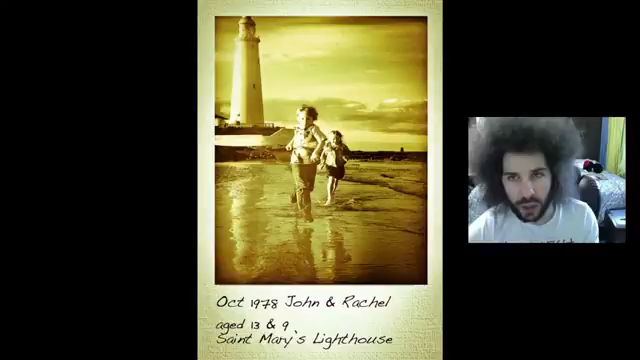 Oct 1978 John & Rachel
aged 13 & 9
Saint Mary's Lighthouse